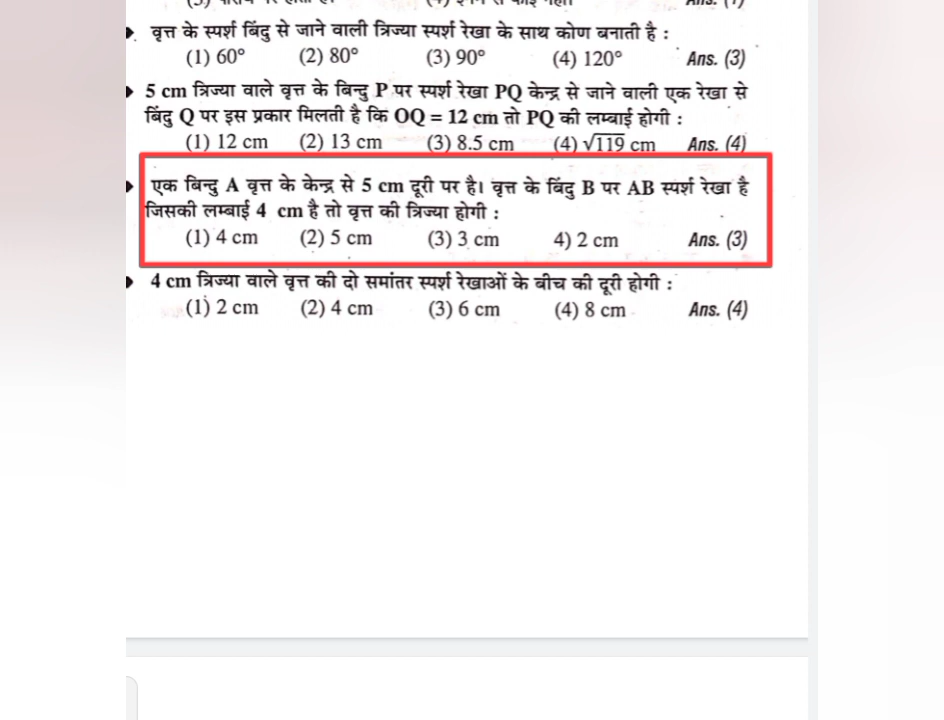 वृत्त के स्पर्श बिंदु से जाने वाली त्रिज्या स्पर्श रेखा के साथ कोण बनाती है :
(1) 60° (2) 80° (3) 90° (4) 120° Ans. (3)
5 cm त्रिज्या वाले वृत्त के बिन्दु P पर स्पर्श रेखा PQ केन्द्र से जाने वाली एक रेखा से
बिंदु Q पर इस प्रकार मिलती है कि OQ = 12 cm तो PQ की लम्बाई होगी :
(1) 12 cm (2) 13 cm (3) 8.5 cm (4) √119 cm Ans. (4)
एक बिन्दु A वृत्त के केन्द्र से 5 cm दूरी पर है। वृत्त के बिंदु B पर AB स्पर्श रेखा है
जिसकी लम्बाई 4 cm है तो वृत्त की त्रिज्या होगी :
(1) 4 cm (2) 5 cm (3) 3 cm 4) 2 cm Ans. (3)
4 cm त्रिज्या वाले वृत्त की दो समांतर स्पर्श रेखाओं के बीच की दूरी होगी :
(1) 2 cm (2) 4 cm (3) 6 cm (4) 8 cm Ans. (4)